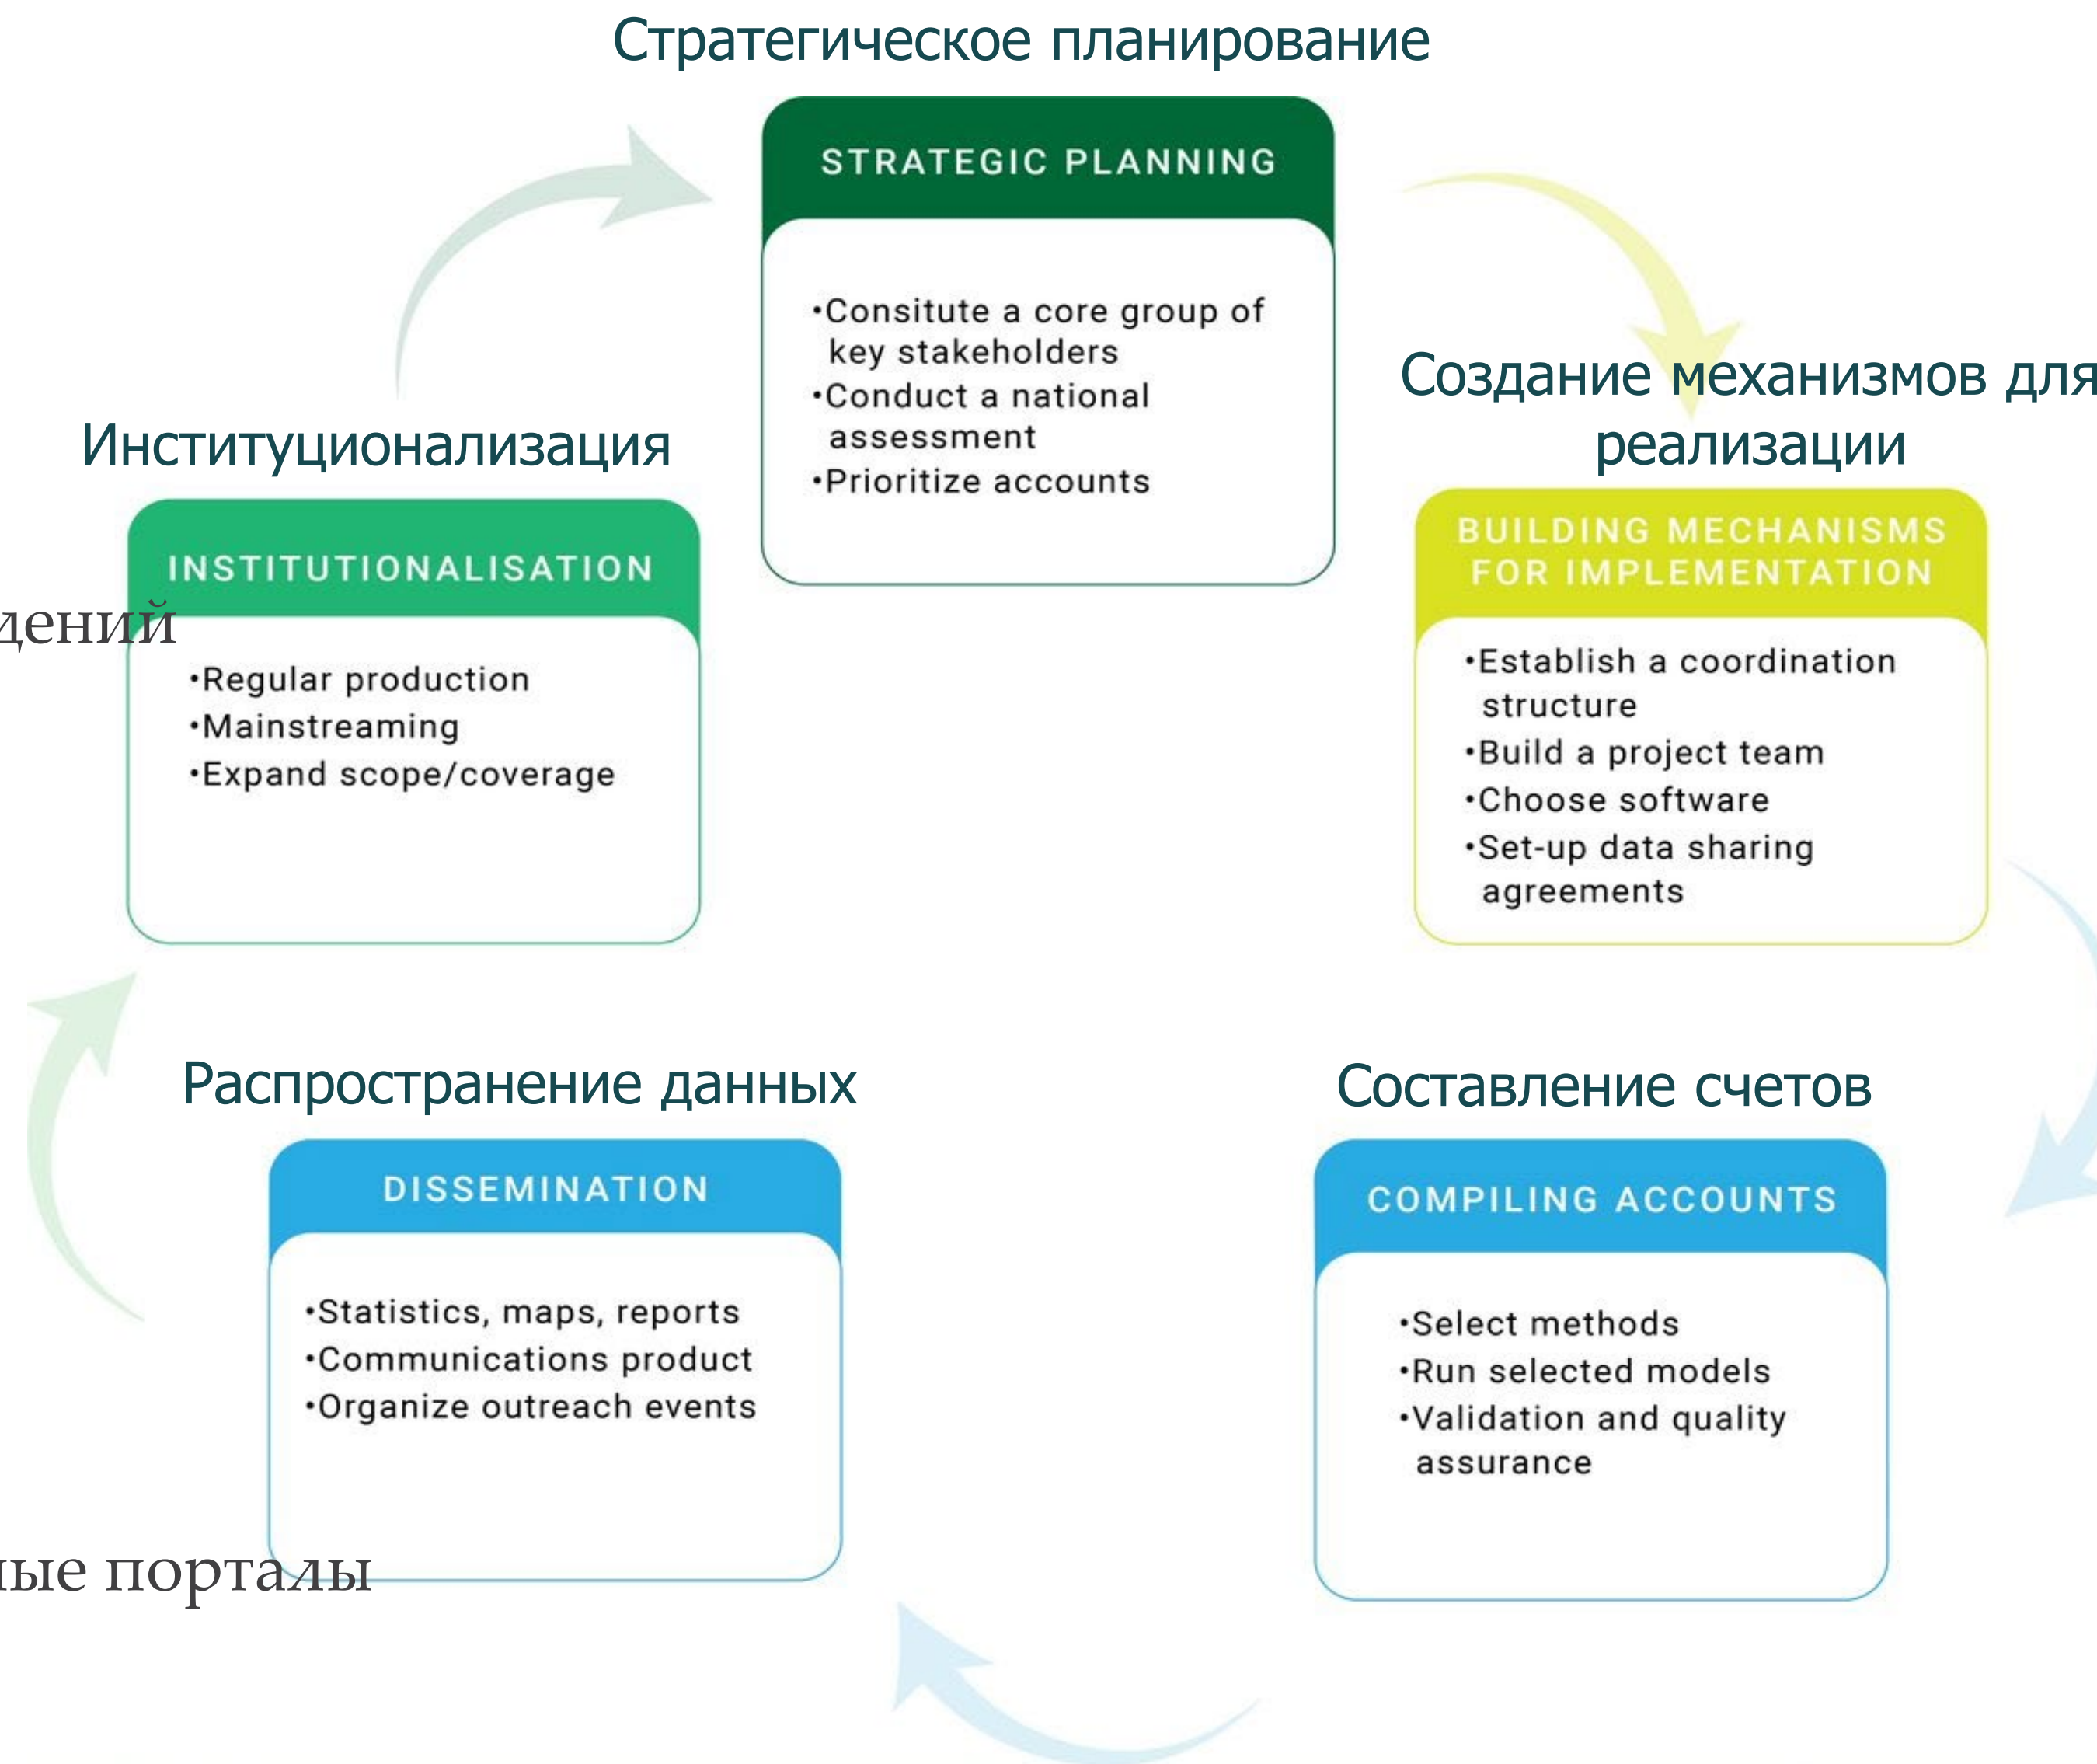 Стратегическое планирование
STRATEGIC PLANNING
•Consitute a core group of
key stakeholders
•Conduct a national
assessment
•Prioritize accounts
Создание механизмов для
реализации
BUILDING MECHANISMS
FOR IMPLEMENTATION
•Establish a coordination
structure
•Build a project team
•Choose software
•Set-up data sharing
agreements
Институционализация
INSTITUTIONALISATION
•Regular production
•Mainstreaming
•Expand scope/coverage
Распространение данных
DISSEMINATION
•Statistics, maps, reports
•Communications product
•Organize outreach events
порталы
Составление счетов
COMPILING ACCOUNTS
•Select methods
•Run selected models
•Validation and quality
assurance